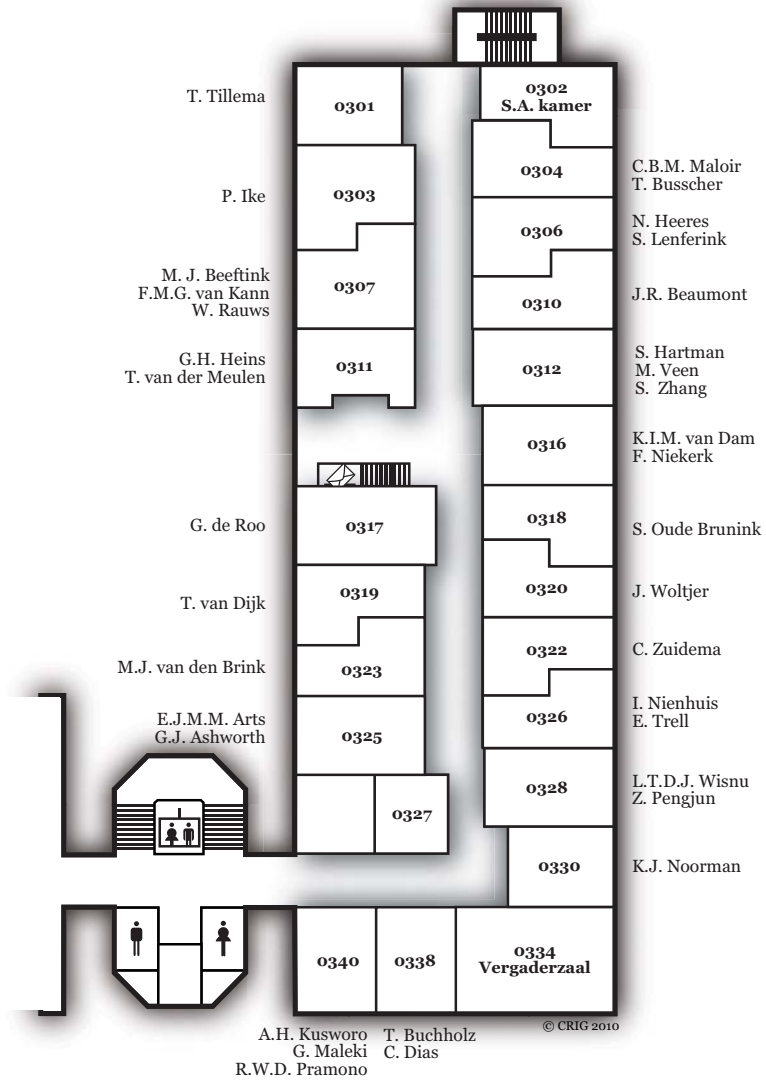 T. Tillema
0301
0302
S.A. kamer
P. Ike
0303
0304
C.B.M. Maloir
T. Busscher
0306
N. Heeres
S. Lenferink
M. J. Beeftink
F.M.G. van Kann
W. Rauws
0307
0310
J.R. Beaumont
G.H. Heins
T. van der Meulen
0311
0312
S. Hartman
M. Veen
S. Zhang
0316
K.I.M. van Dam
F. Niekerk
G. de Roo
0317
0318
S. Oude Brunink
T. van Dijk
0319
0320
J. Woltjer
M.J. van den Brink
0323
0322
C. Zuidema
E.J.M.M. Arts
G.J. Ashworth
0325
0326
I. Nienhuis
E. Trell
0327
0328
L.T.D.J. Wisnu
Z. Pengjun
0330
K.J. Noorman
0340
0338
0334
Vergaderzaal
A.H. Kusworo
G. Maleki
R.W.D. Pramono
T. Buchholz
C. Dias
© CRIG 2010